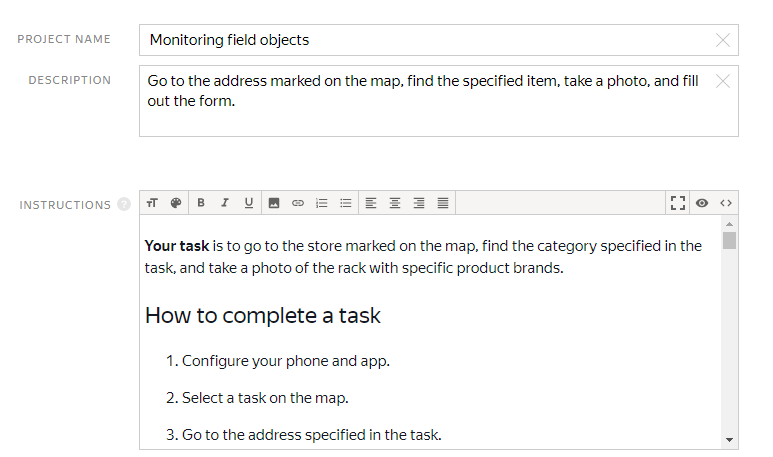 PROJECT NAME
Monitoring field objects
DESCRIPTION
Go to the address marked on the map, find the specified item, take a photo, and fill
out the form.
INSTRUCTIONS ?
TT B I U
Your task is to go to the store marked on the map, find the category specified in the
task, and take a photo of the rack with specific product brands.
How to complete a task
1. Configure your phone and app.
2. Select a task on the map.
3. Go to the address specified in the task.